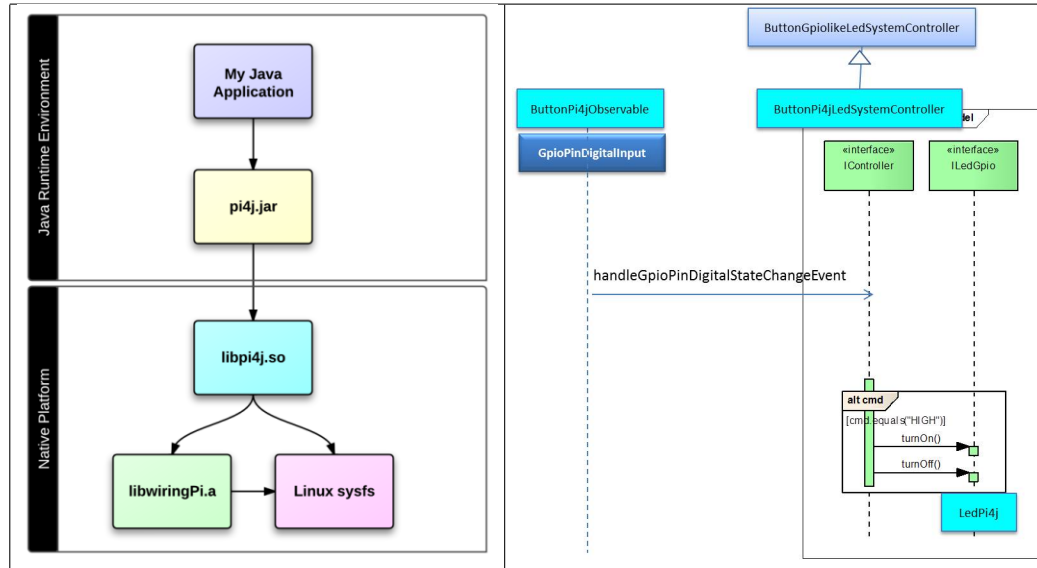 Java Runtime Environment
My Java
Application
pi4j.jar
Native Platform
libpi4j.so
libwiringPi.a
Linux sysfs
ButtonGpiolikeLedSystemController
ButtonPi4jObservable
ButtonPi4jLedSystemController
GpioPinDigitalInput
«interface»
IController
«interface»
ILedGpio
handleGpioPinDigitalStateChangeEvent
alt cmd
[cmd.equals("HIGH")]
turnOn()
turnOff()
LedPi4j